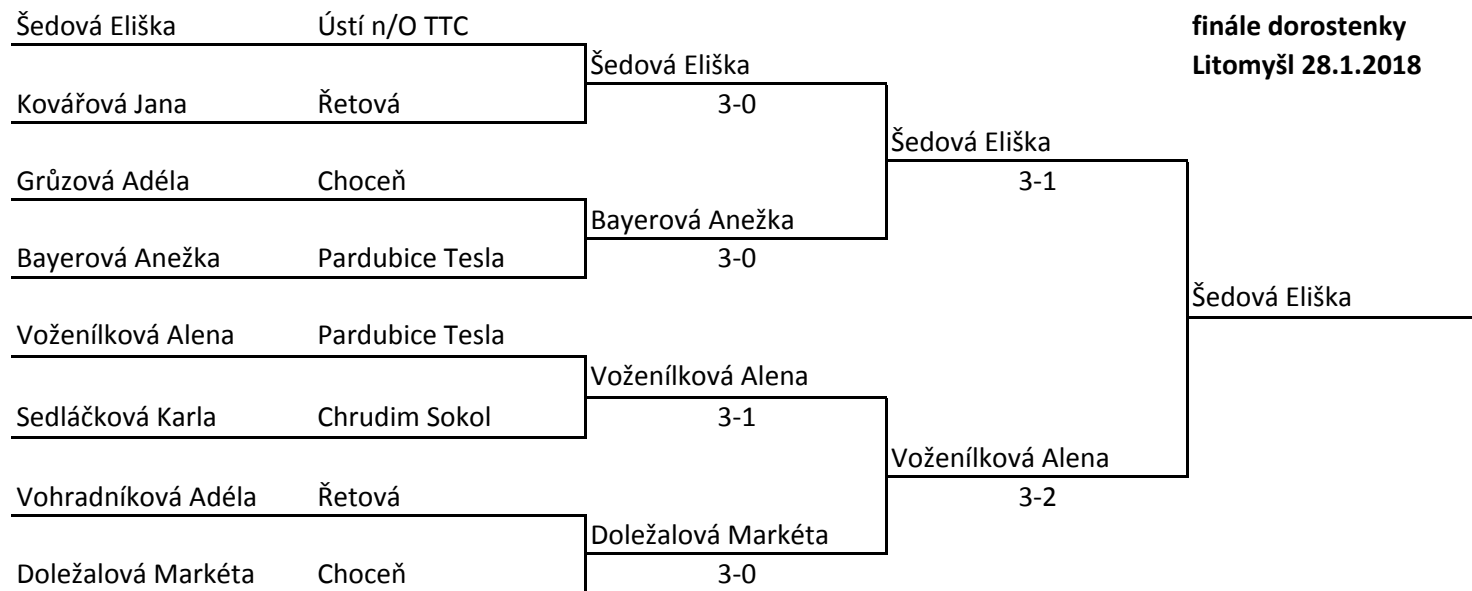 Šedová Eliška Ústí n/O TTC finále dorostenky
Šedová Eliška Litomyšl 28.1.2018
Kovářová Jana Řetová 3-0
Šedová Eliška
Grůzová Adéla Choceň 3-1
Bayerová Anežka
Bayerová Anežka Pardubice Tesla 3-0
Šedová Eliška
Voženílková Alena Pardubice Tesla
Voženílková Alena
Sedláčková Karla Chrudim Sokol 3-1
Voženílková Alena
Vohradníková Adéla Řetová 3-2
Doležalová Markéta
Doležalová Markéta Choceň 3-0